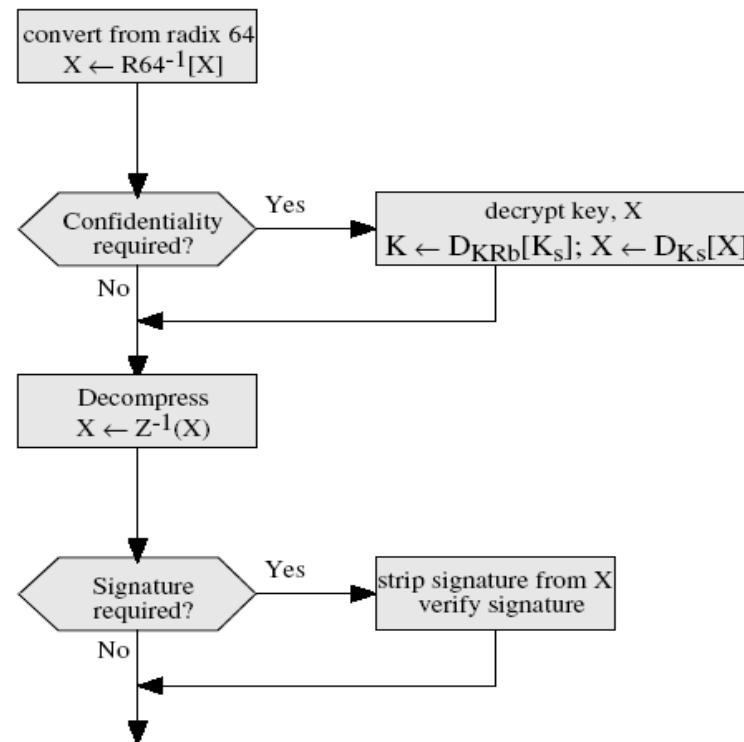 convert from radix 64
X ← R64⁻¹[X]
Confidentiality
required?
Yes
decrypt key, X
K ← D_KRb[K_s]; X ← D_Ks[X]
No
Decompress
X ← Z⁻¹(X)
Signature
required?
Yes
strip signature from X
verify signature
No